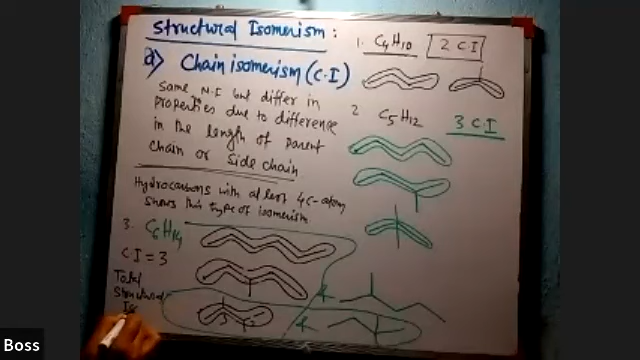 Structural Isomerism:
a) Chain isomerism (C.I)
Same M.F but differ in
properties due to difference
in the length of parent
chain or side chain
Hydrocarbons with at least 4C-atom
shows this type of isomerism
3. C6H14
C.I = 3
Total
Structural
Is
1. C4H10 2 C I
2 C5H12 3 C I
&
&
Boss